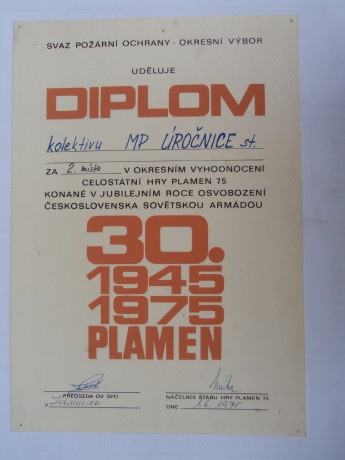 SVAZ POŽÁRNÍ OCHRANY · OKRESNÍ VÝBOR
UDĚLUJE
DIPLOM
kolektivu MP ÚROČNICE st.
ZA 2. místo V OKRESNÍM VYHODNOCENÍ
CELOSTÁTNÍ HRY PLAMEN 75
KONANÉ V JUBILEJNÍM ROCE OSVOBOZENÍ
ČESKOSLOVENSKA SOVĚTSKOU ARMÁDOU
30.
1945
1975
PLAMEN
PŘEDSEDA OV SPO
NÁČELNÍK ŠTÁBU HRY PLAMEN 75
V
DNE